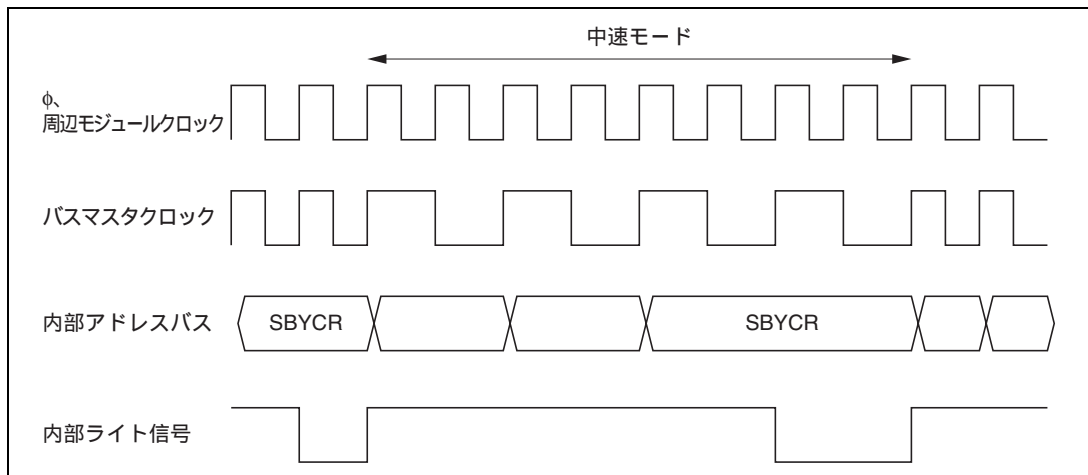 中速モード
φ、
周辺モジュールクロック
バスマスタクロック
内部アドレスバス
SBYCR
SBYCR
内部ライト信号